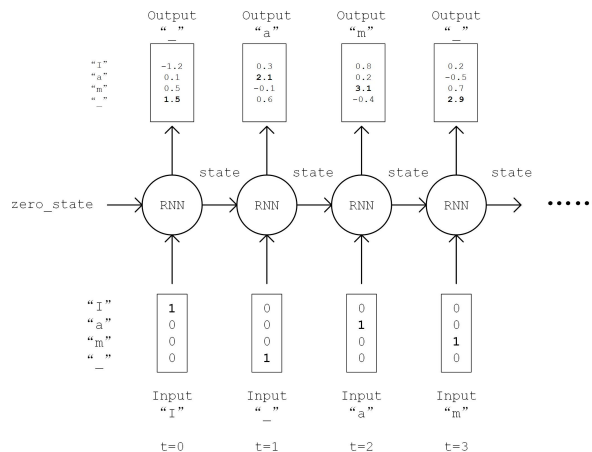 Output Output Output Output
“_” “a” “m” “_”
“I” -1.2 0.3 0.8 0.2
“a” 0.1 2.1 0.2 -0.5
“m” 0.5 -0.1 3.1 0.7
“_” 1.5 0.6 -0.4 2.9
state state state state
zero_state RNN RNN RNN RNN .....
“I” 1 0 0 0
“a” 0 0 1 0
“m” 0 0 0 1
“_” 0 1 0 0
Input Input Input Input
“I” “_” “a” “m”
t=0 t=1 t=2 t=3